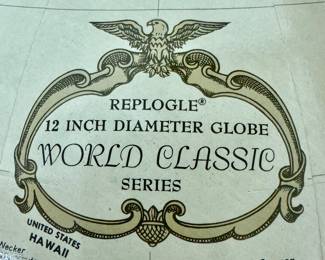 REPLOGLE®
12 INCH DIAMETER GLOBE
WORLD CLASSIC
SERIES
UNITED STATES
HAWAII
Necker